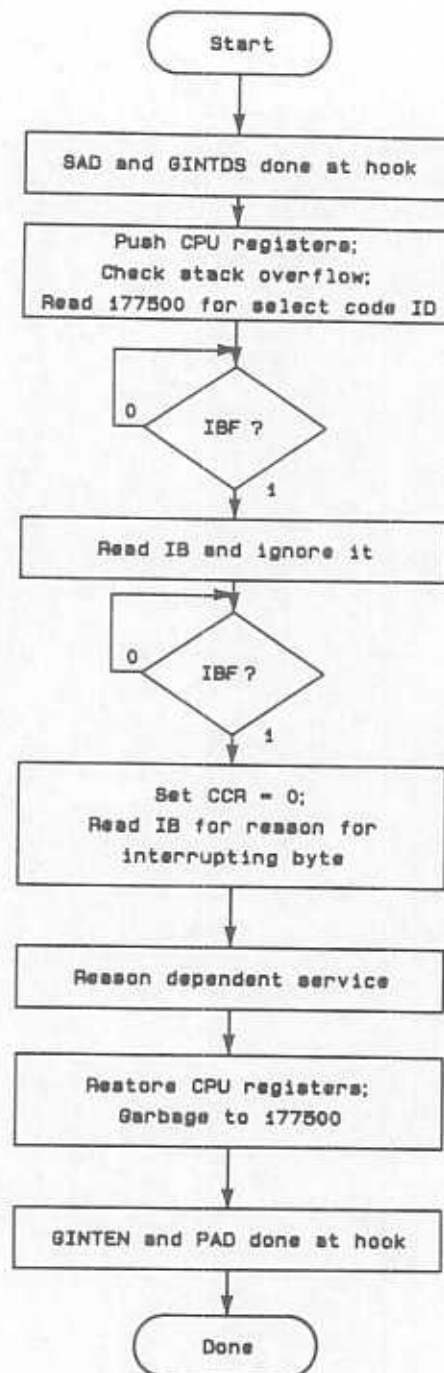 Start
SAD and GINTDS done at hook
Push CPU registers;
Check stack overflow;
Read 177500 for select code ID
0
IBF ?
1
Read IB and ignore it
0
IBF ?
1
Set CCR = 0;
Read IB for reason for
interrupting byte
Reason dependent service
Restore CPU registers;
Garbage to 177500
GINTEN and PAD done at hook
Done